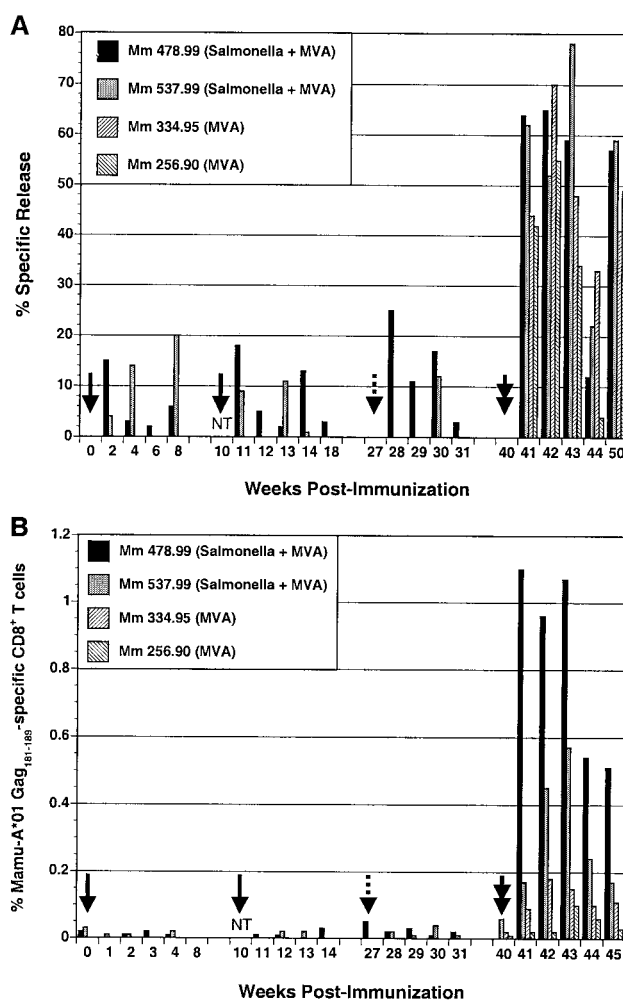 A
80
70
60
50
40
30
20
10
0
% Specific Release
Mm 478.99 (Salmonella + MVA)
Mm 537.99 (Salmonella + MVA)
Mm 334.95 (MVA)
Mm 256.90 (MVA)
NT
0 2 4 6 8 10 11 12 13 14 18 27 28 29 30 31 40 41 42 43 44 50
Weeks Post-Immunization
B
1.2
1
0.8
0.6
0.4
0.2
0
% Mamu-A*01 Gag181-189-specific CD8+ T cells
Mm 478.99 (Salmonella + MVA)
Mm 537.99 (Salmonella + MVA)
Mm 334.95 (MVA)
Mm 256.90 (MVA)
NT
0 1 2 3 4 8 10 11 12 13 14 27 28 29 30 31 40 41 42 43 44 45
Weeks Post-Immunization